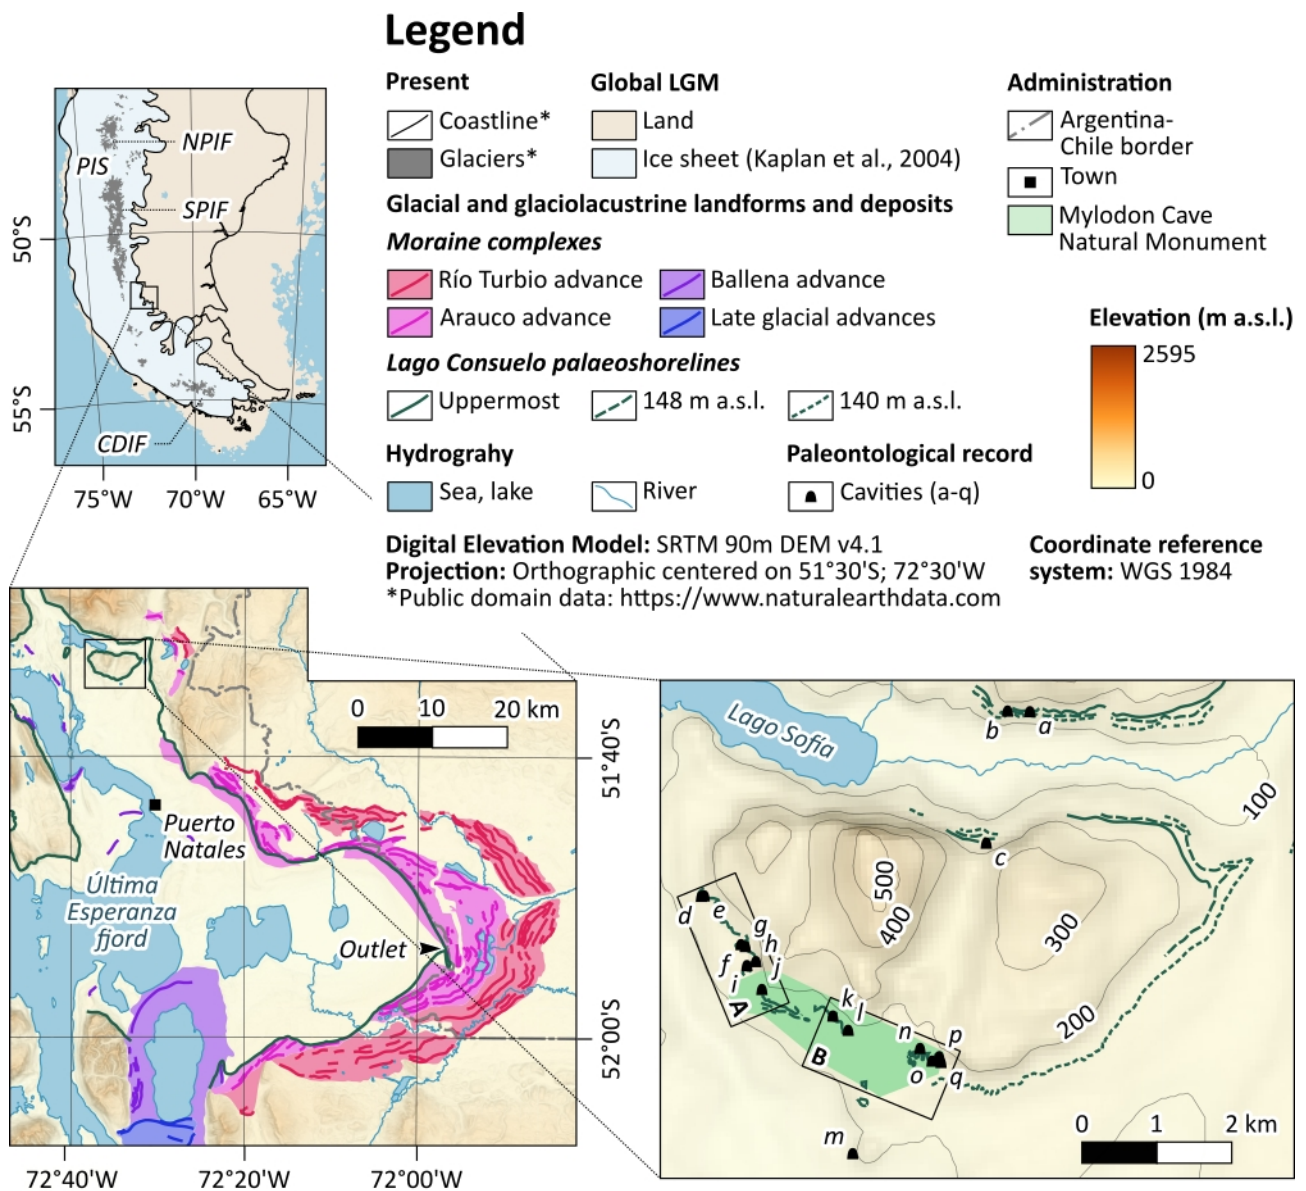 Legend
Present
Coastline*
Glaciers*
Global LGM
Land
Ice sheet (Kaplan et al., 2004)
Administration
Argentina-
Chile border
Town
Mylodon Cave
Natural Monument
Glacial and glaciolacustrine landforms and deposits
Moraine complexes
Río Turbio advance
Ballena advance
Arauco advance
Late glacial advances
Lago Consuelo palaeoshorelines
Uppermost
148 m a.s.l.
140 m a.s.l.
Hydrograhy
Sea, lake
River
Paleontological record
Cavities (a-q)
Elevation (m a.s.l.)
2595
0
Digital Elevation Model: SRTM 90m DEM v4.1
Projection: Orthographic centered on 51°30'S; 72°30'W
*Public domain data: https://www.naturalearthdata.com
Coordinate reference
system: WGS 1984
NPIF
PIS
SPIF
CDIF
50°S
55°S
75°W
70°W
65°W
0 10 20 km
51°40'S
Puerto
Natales
Última
Esperanza
fjord
Outlet
52°00'S
72°40'W
72°20'W
72°00'W
Lago Sofía
b
a
100
c
500
400
300
200
d
e
g
h
f
j
i
A
k
l
n
p
B
o
q
m
0 1 2 km